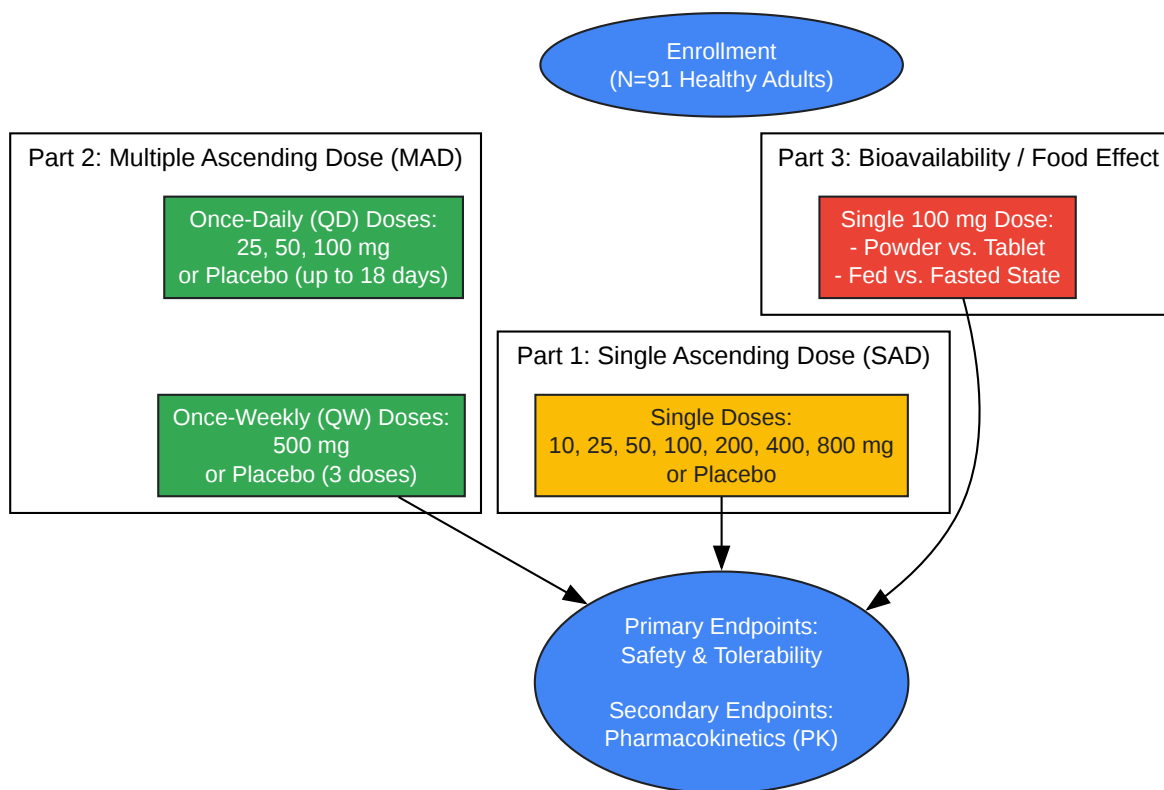 Enrollment
(N=91 Healthy Adults)
Part 2: Multiple Ascending Dose (MAD)
Once-Daily (QD) Doses:
25, 50, 100 mg
or Placebo (up to 18 days)
Once-Weekly (QW) Doses:
500 mg
or Placebo (3 doses)
Part 1: Single Ascending Dose (SAD)
Single Doses:
10, 25, 50, 100, 200, 400, 800 mg
or Placebo
Part 3: Bioavailability / Food Effect
Single 100 mg Dose:
- Powder vs. Tablet
- Fed vs. Fasted State
Primary Endpoints:
Safety & Tolerability
Secondary Endpoints:
Pharmacokinetics (PK)